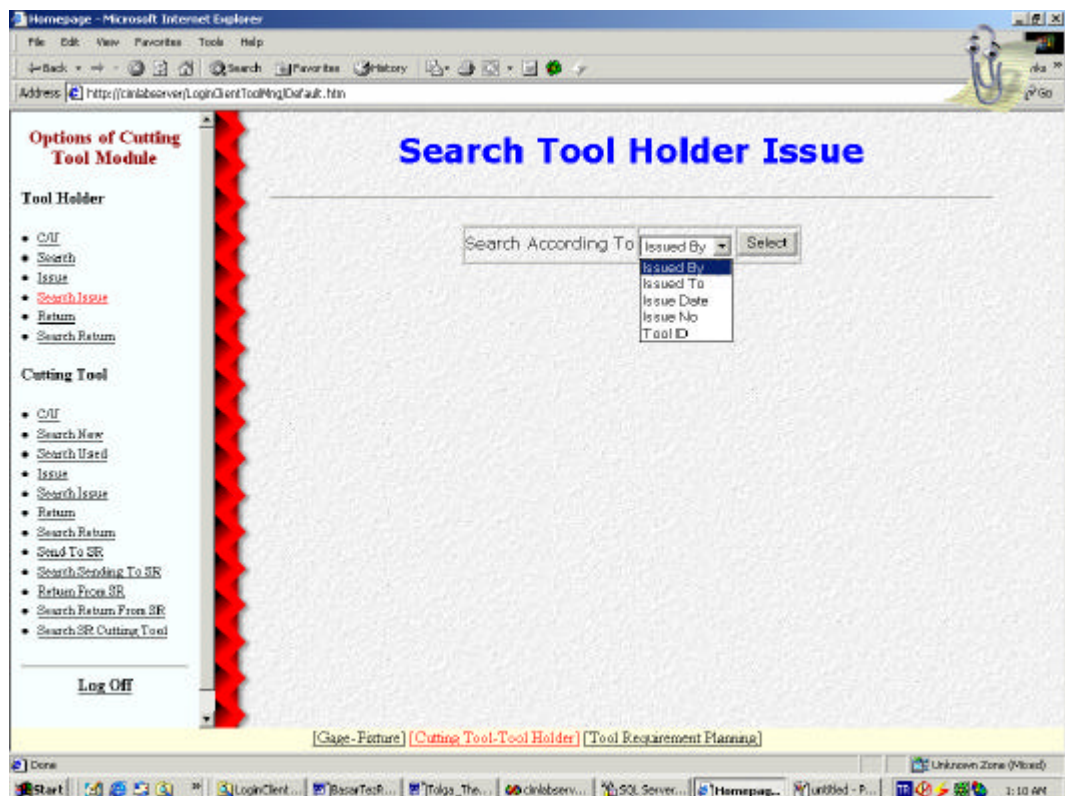 Homepage - Microsoft Internet Explorer
File Edit View Favorites Tools Help
Back Search Favorites History
Address http://cimlabserver/LoginClientToolMng/Default.htm Go
Options of Cutting
Tool Module
Tool Holder
C/U
Search
Issue
Search Issue
Return
Search Return
Cutting Tool
C/U
Search New
Search Used
Issue
Search Issue
Return
Search Return
Send To SR
Search Sending To SR
Return From SR
Search Return From SR
Search SR Cutting Tool
Log Off
Search Tool Holder Issue
Search According To Issued By Select
Issued By
Issued To
Issue Date
Issue No
Tool ID
[Gage-Fixture] [Cutting Tool-Tool Holder] [Tool Requirement Planning]
Done Unknown Zone (Mixed)
Start LoginClient... BasarTezR... Tolga_The... cimlabserv... SQL Server... Homepag... untitled - P... 1:10 AM